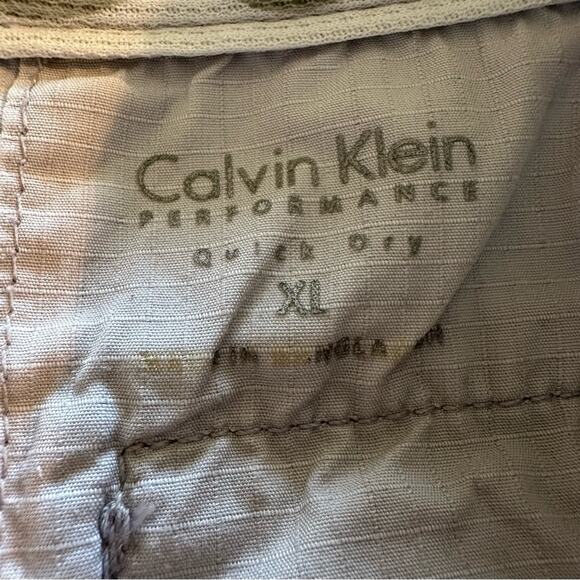 Calvin Klein
PERFORMANCE
Quick Dry
XL